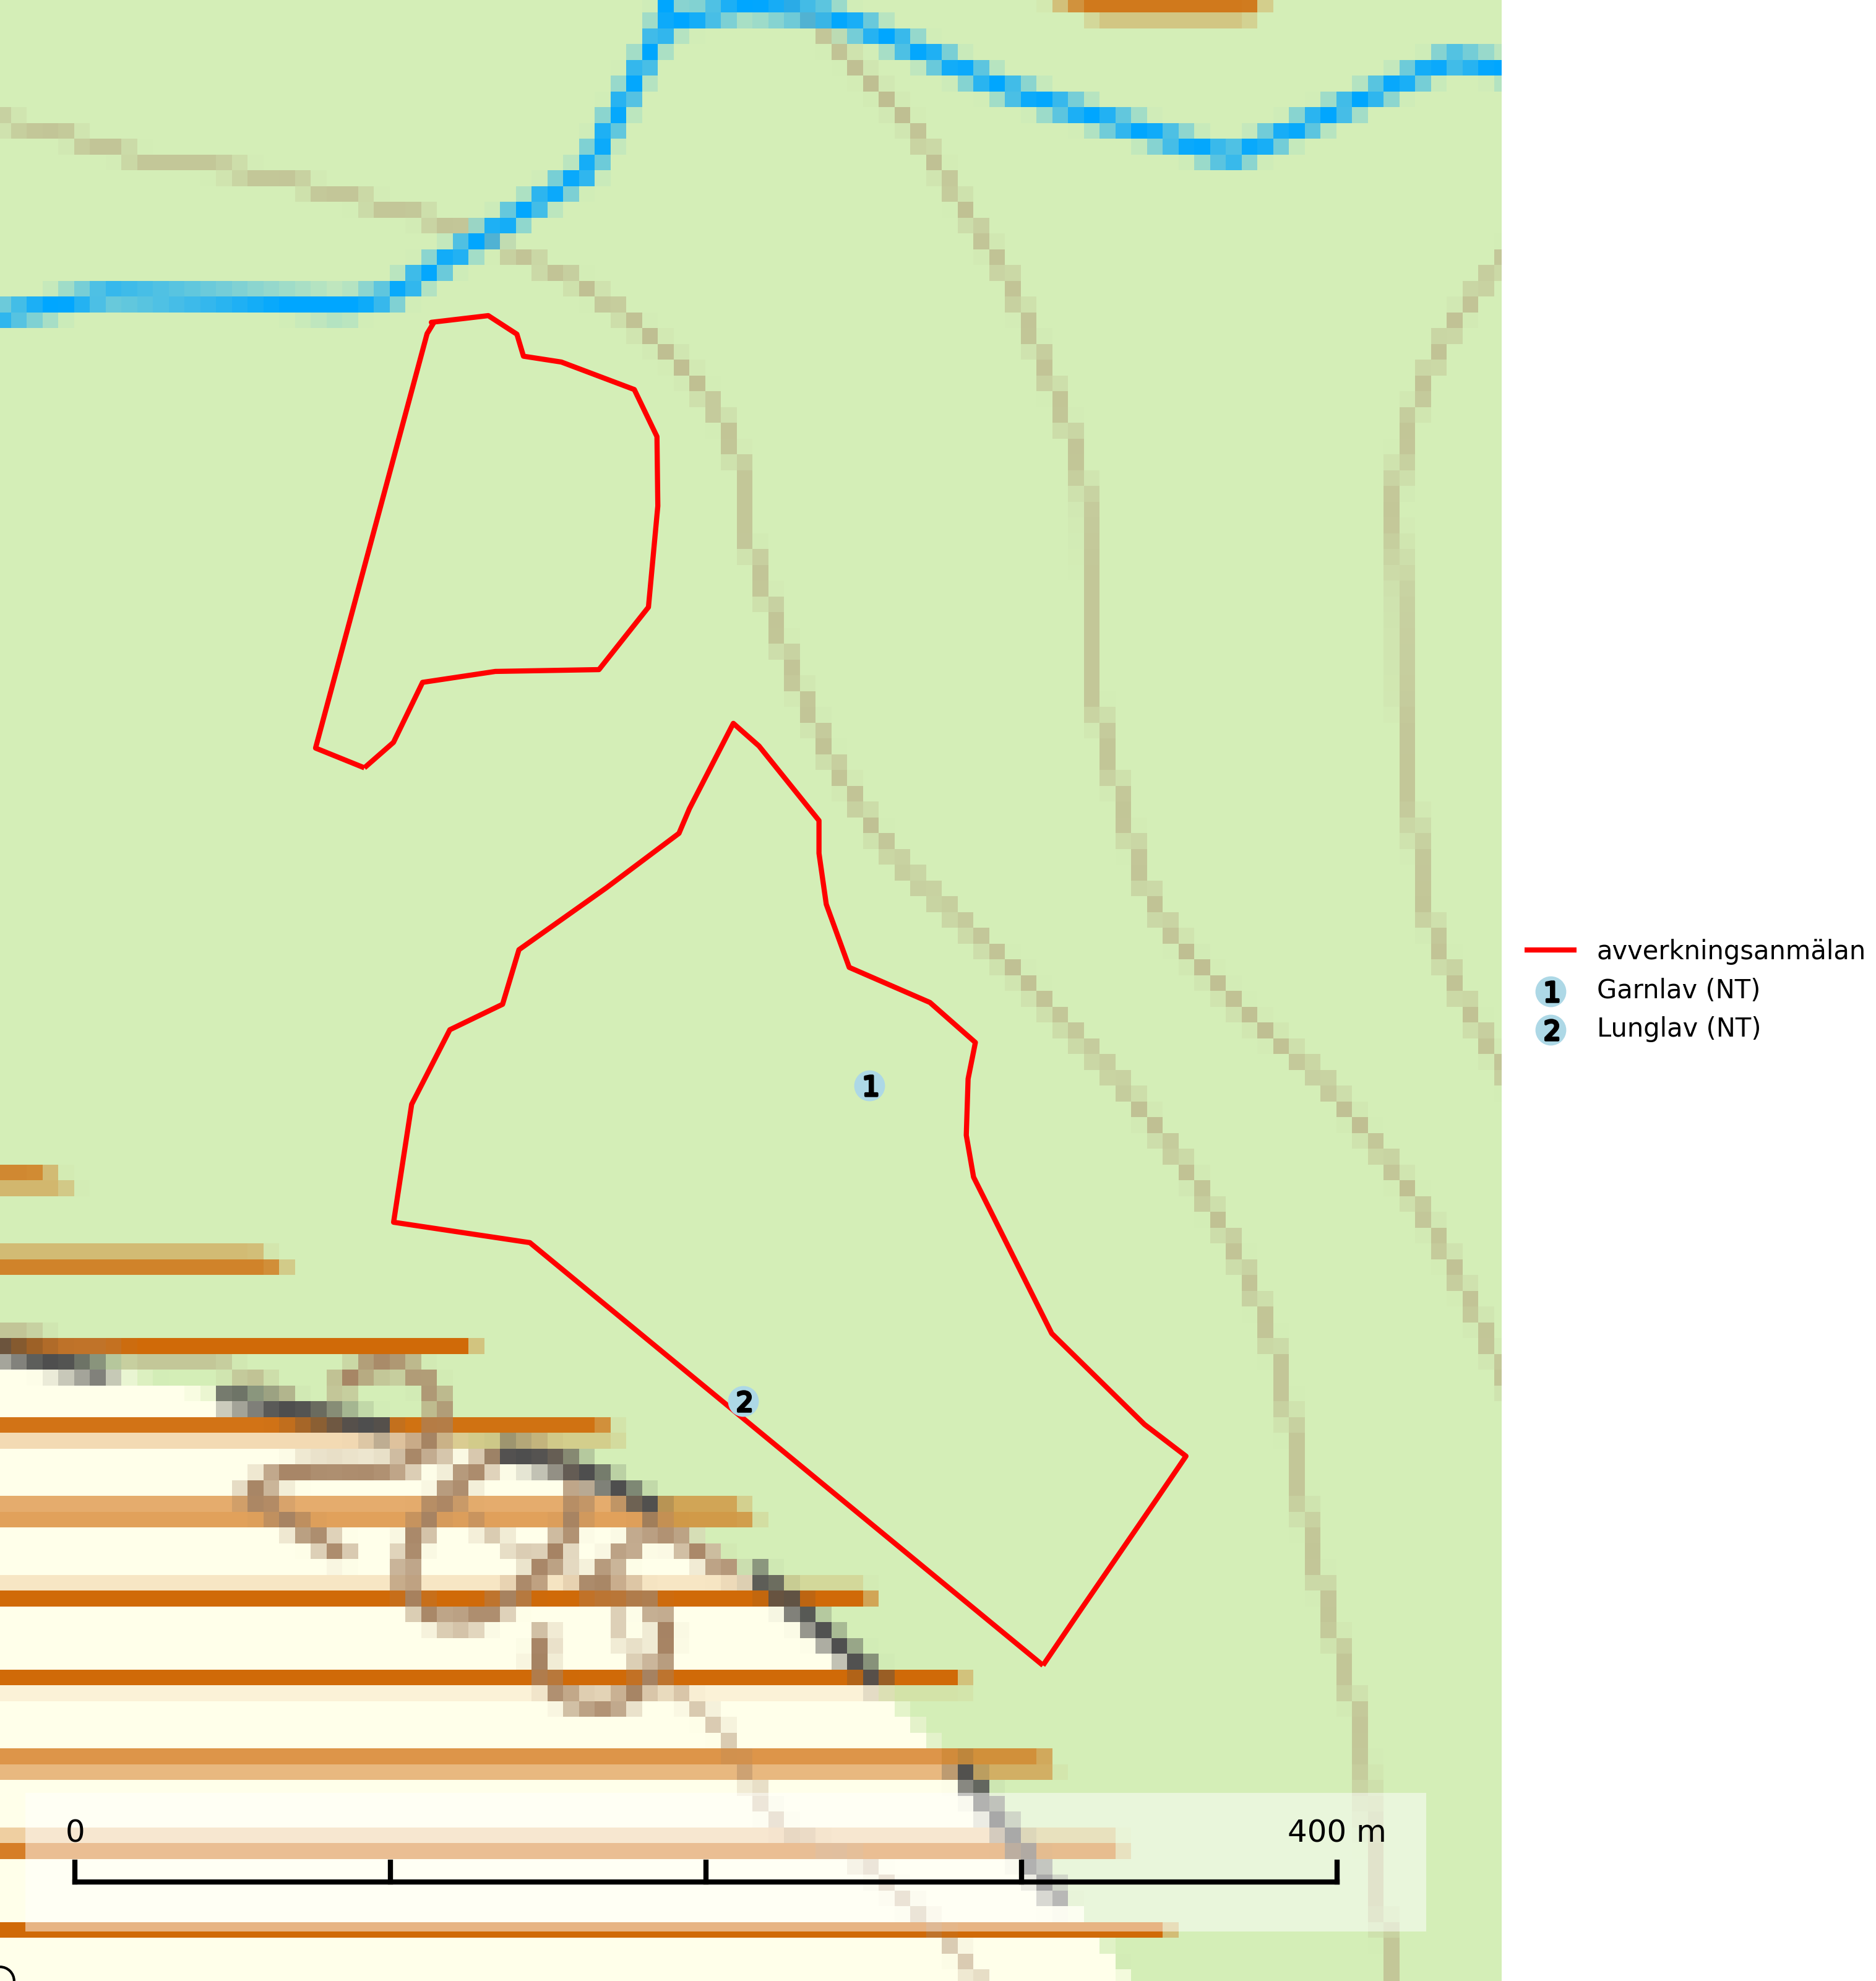 1
2
avverkningsanmälan
1 Garnlav (NT)
2 Lunglav (NT)
0 400 m